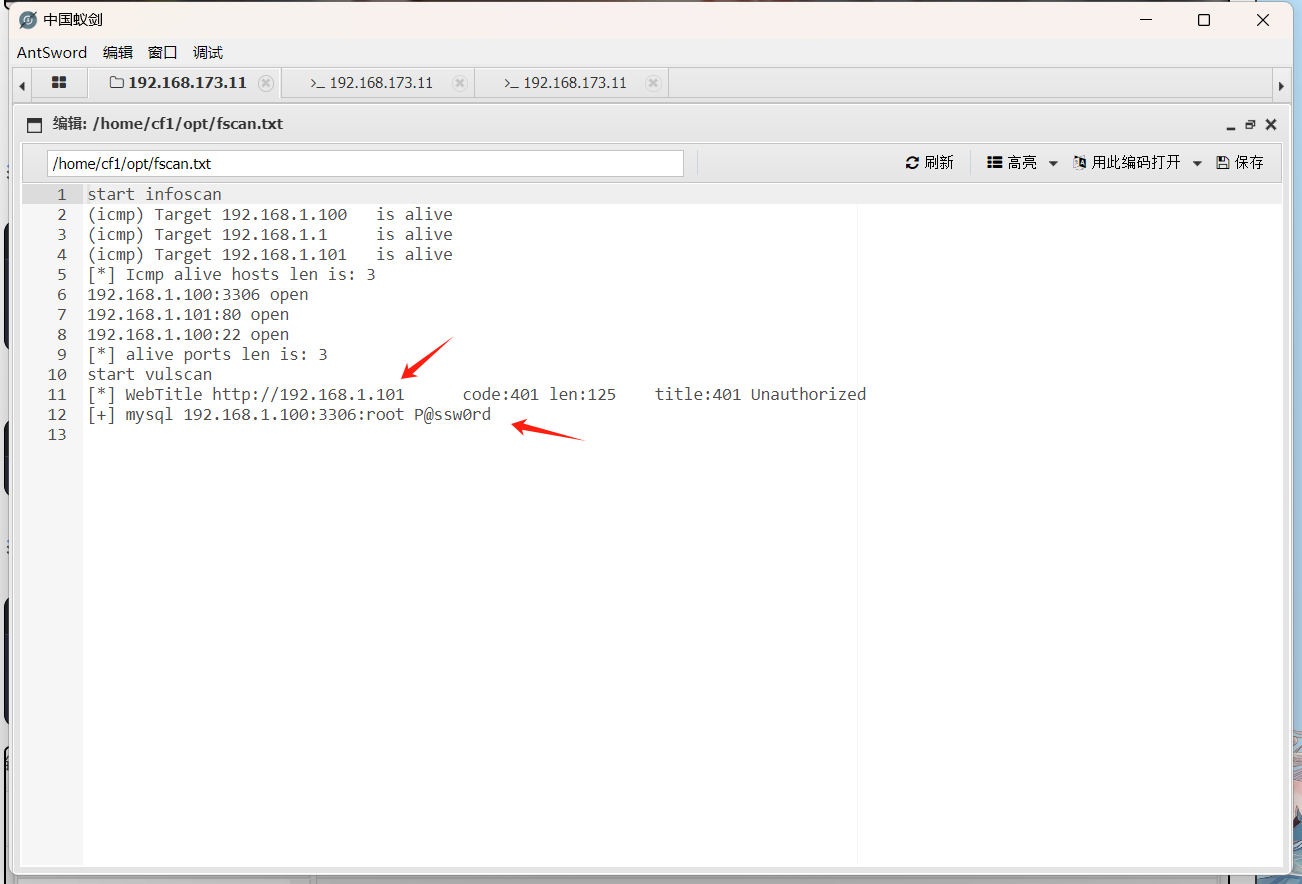 中国蚁剑
AntSword 编辑 窗口 调试
192.168.173.11 >_ 192.168.173.11 >_ 192.168.173.11
编辑: /home/cf1/opt/fscan.txt
/home/cf1/opt/fscan.txt 刷新 高亮 用此编码打开 保存
1 start infoscan
2 (icmp) Target 192.168.1.100 is alive
3 (icmp) Target 192.168.1.1 is alive
4 (icmp) Target 192.168.1.101 is alive
5 [*] Icmp alive hosts len is: 3
6 192.168.1.100:3306 open
7 192.168.1.101:80 open
8 192.168.1.100:22 open
9 [*] alive ports len is: 3
10 start vulscan
11 [*] WebTitle http://192.168.1.101 code:401 len:125 title:401 Unauthorized
12 [+] mysql 192.168.1.100:3306:root P@ssw0rd
13